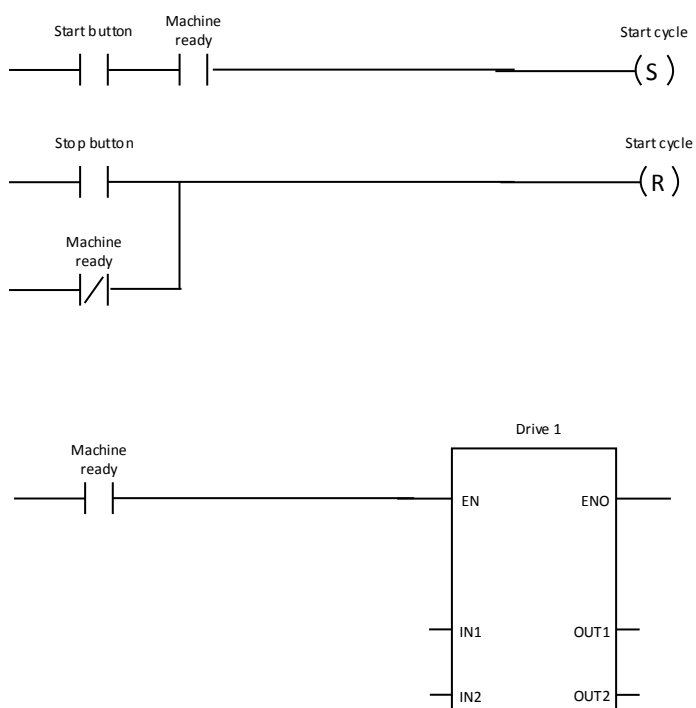 Start button
Machine
ready
Start cycle
S
Stop button
Start cycle
R
Machine
ready
Drive 1
Machine
ready
EN
ENO
IN1
OUT1
IN2
OUT2